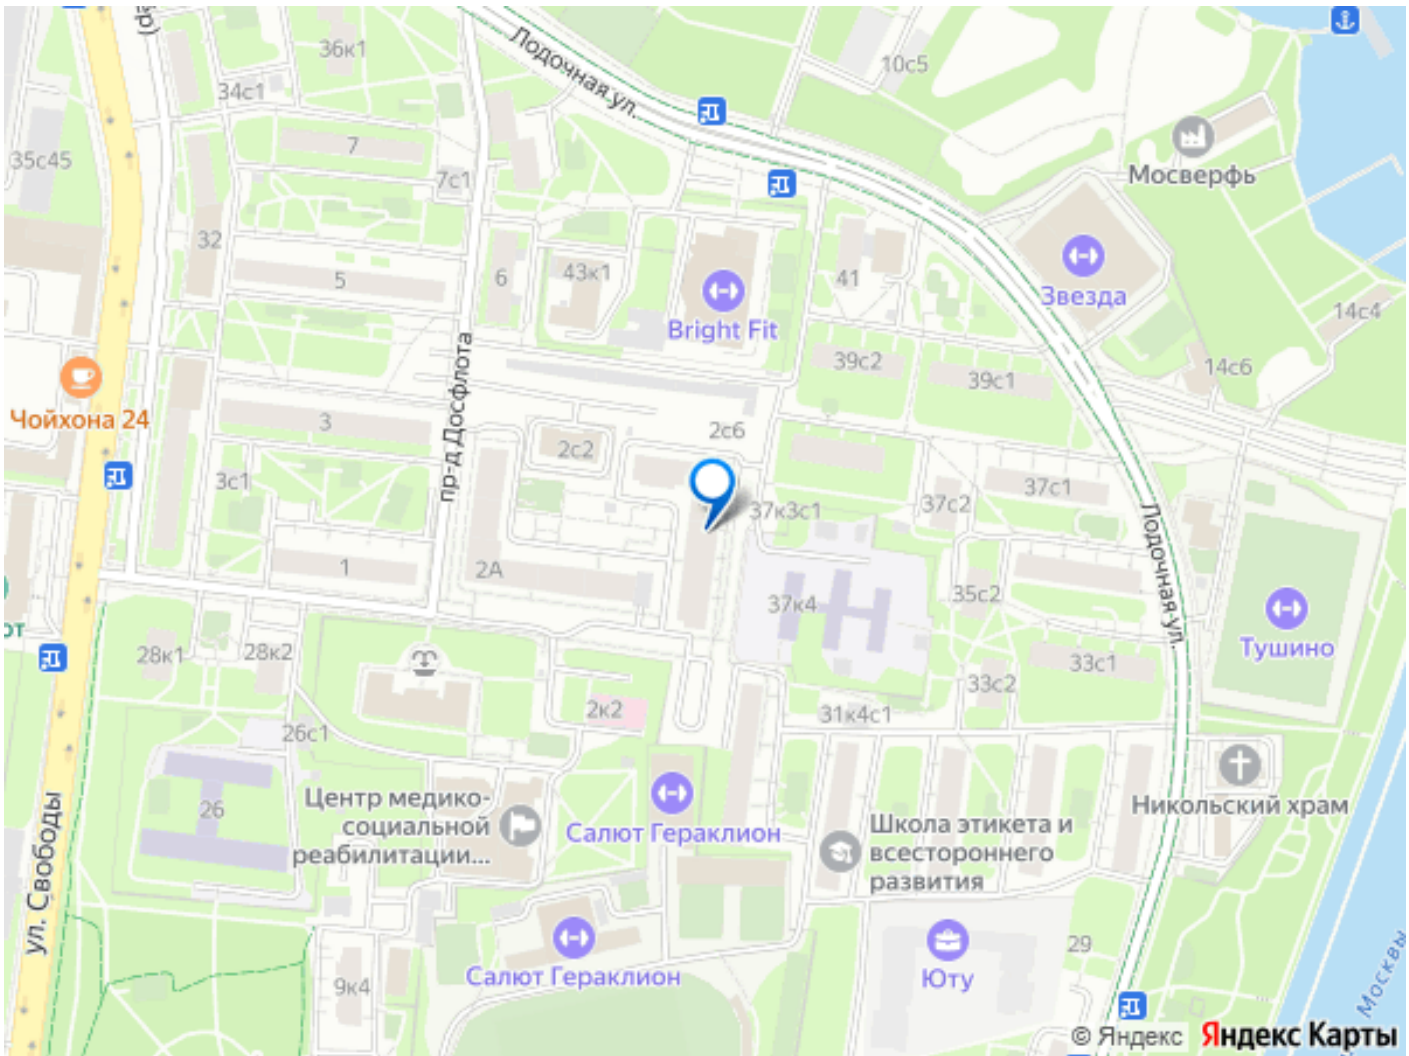 36к1
Лодочная ул.
10с5
34с1
35с45
7
7с1
Мосверфь
32
5
6
43к1
41
Звезда
Bright Fit
14с4
39с2
39с1
14с6
Чойхона 24
пр-д Досфлота
3
2с2
2с6
3с1
37с1
37с2
37к3с1
Лодочная ул.
1
2А
37к4
35с2
Тушино
28к1
28к2
33с1
33с2
2к2
31к4с1
26с1
Центр медико-
социальной
реабилитации...
26
Салют Гераклион
Школа этикета и
всестороннего
развития
Никольский храм
ул. Свободы
Салют Гераклион
9к4
Юту
29
Москвы
© Яндекс Яндекс Карты